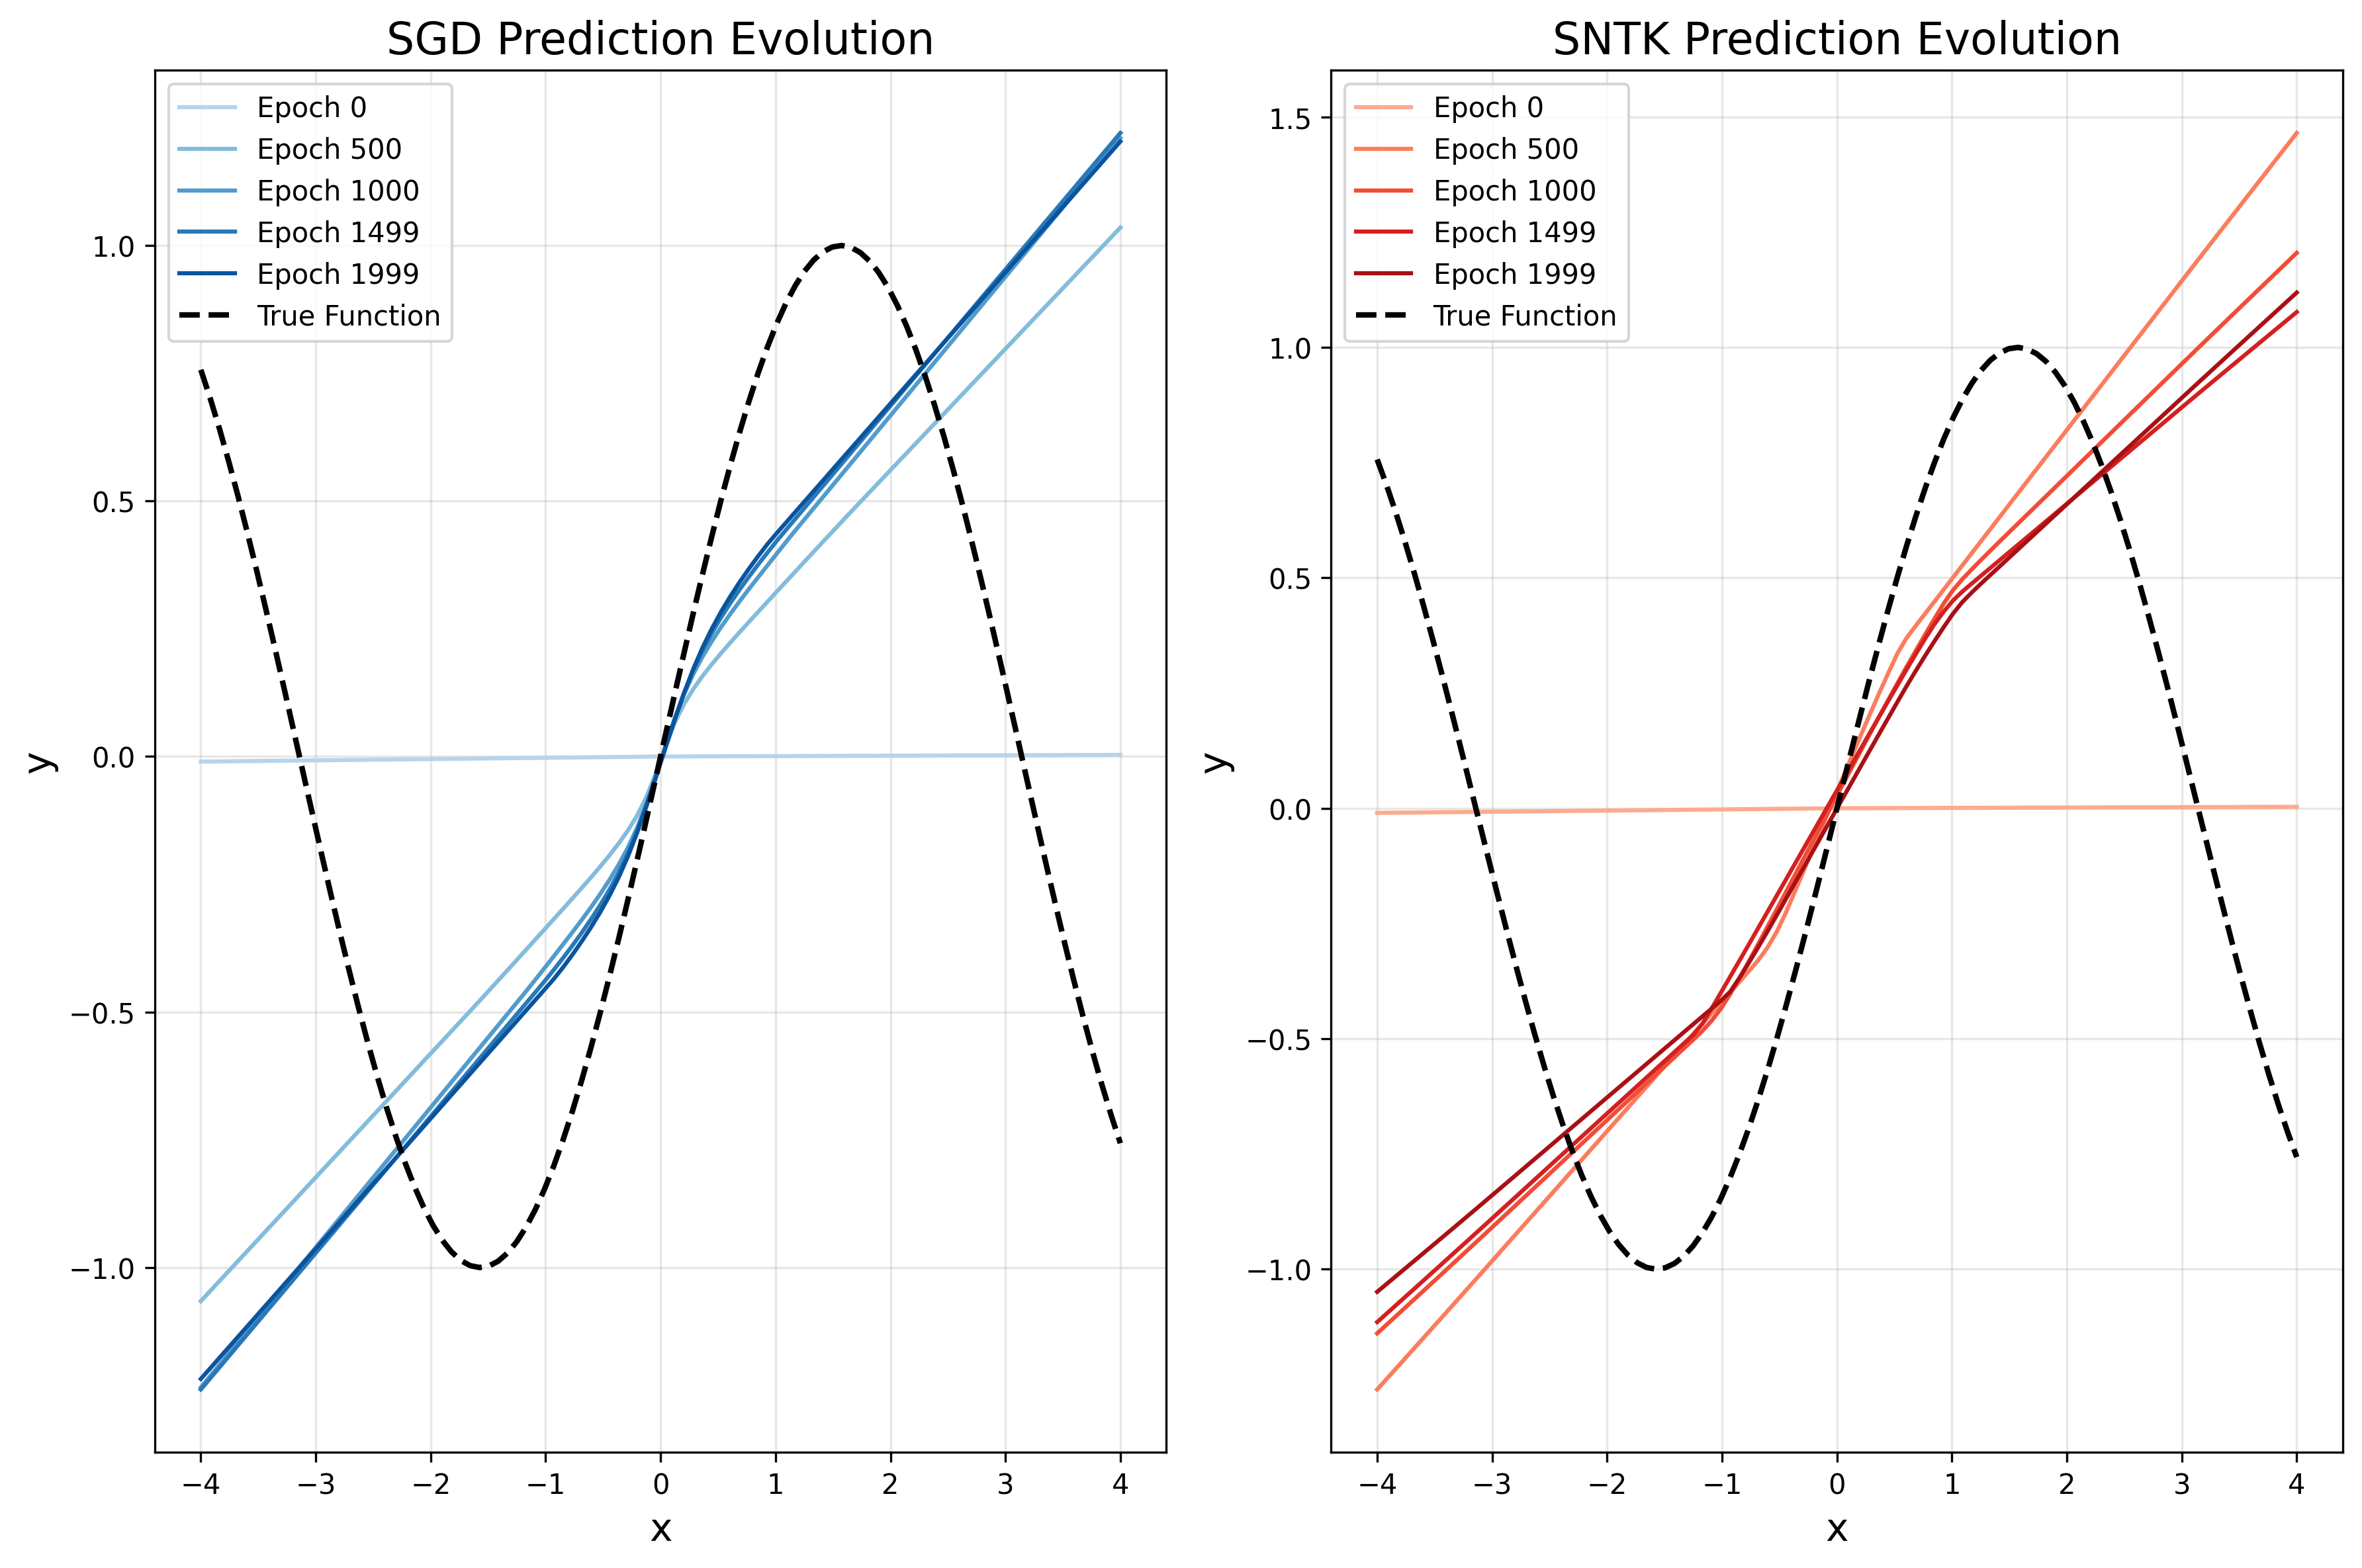 SGD Prediction Evolution
Epoch 0
Epoch 500
Epoch 1000
Epoch 1499
Epoch 1999
True Function
1.0
0.5
0.0
−0.5
−1.0
y
−4 −3 −2 −1 0 1 2 3 4
x
SNTK Prediction Evolution
Epoch 0
Epoch 500
Epoch 1000
Epoch 1499
Epoch 1999
True Function
1.5
1.0
0.5
0.0
−0.5
−1.0
y
−4 −3 −2 −1 0 1 2 3 4
x